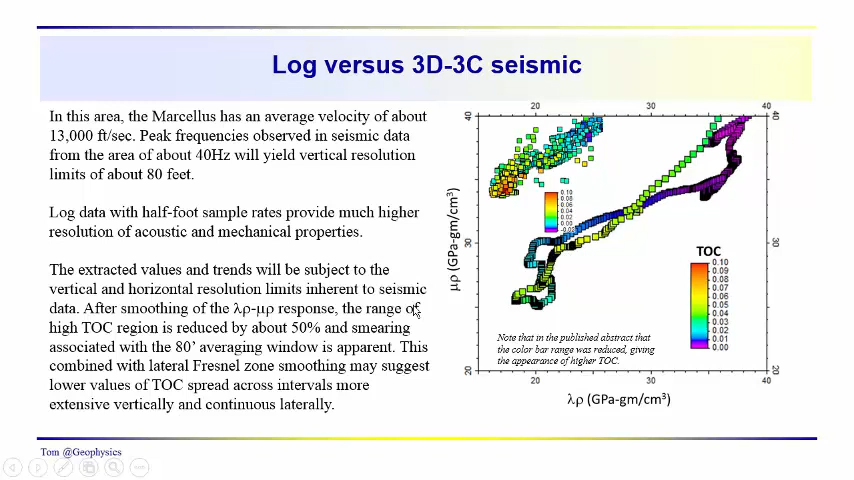 Log versus 3D-3C seismic
In this area, the Marcellus has an average velocity of about
13,000 ft/sec. Peak frequencies observed in seismic data
from the area of about 40Hz will yield vertical resolution
limits of about 80 feet.
Log data with half-foot sample rates provide much higher
resolution of acoustic and mechanical properties.
The extracted values and trends will be subject to the
vertical and horizontal resolution limits inherent to seismic
data. After smoothing of the λρ-μρ response, the range of
high TOC region is reduced by about 50% and smearing
associated with the 80’ averaging window is apparent. This
combined with lateral Fresnel zone smoothing may suggest
lower values of TOC spread across intervals more
extensive vertically and continuous laterally.
20 30 40
40 40
30 30
20 20
μρ (GPa-gm/cm³)
0.10
0.08
0.06
0.04
0.02
0.00
-0.02
TOC
0.10
0.09
0.08
0.07
0.06
0.05
0.04
0.03
0.02
0.01
0.00
Note that in the published abstract that
the color bar range was reduced, giving
the appearance of higher TOC.
20 30 40
λρ (GPa-gm/cm³)
Tom @Geophysics